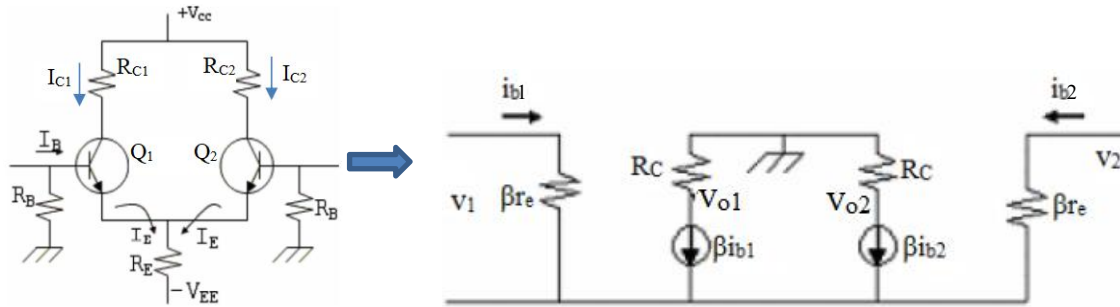 +Vcc
RC1
RC2
IC1
IC2
IB
Q1
Q2
RB
RB
IE
IE
RE
-VEE
ib1
ib2
v1
βre
RC
RC
Vo1
Vo2
βib1
βib2
βre
v2